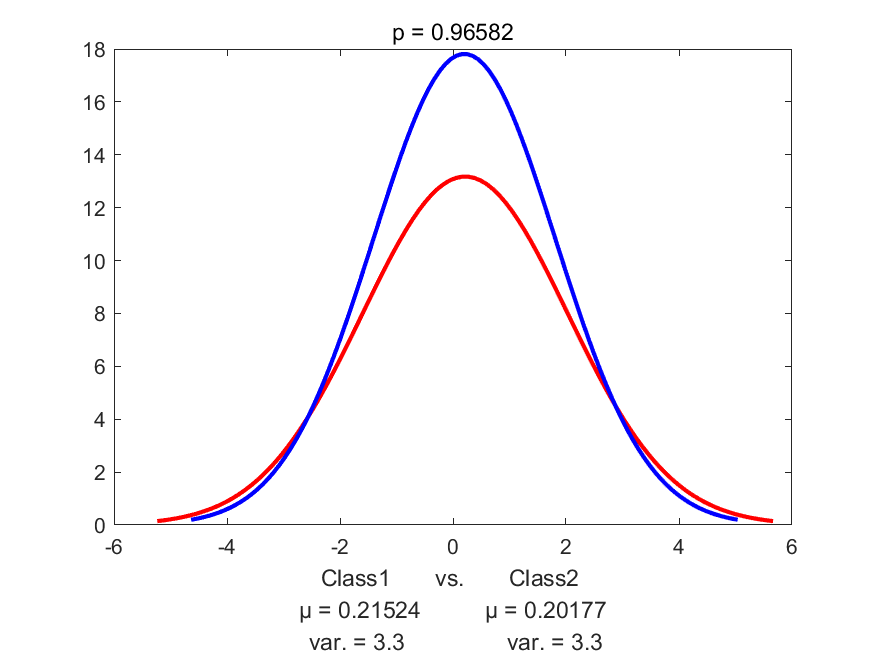 p = 0.96582
18
16
14
12
10
8
6
4
2
0
-6 -4 -2 0 2 4 6
Class1 vs. Class2
μ = 0.21524 μ = 0.20177
var. = 3.3 var. = 3.3